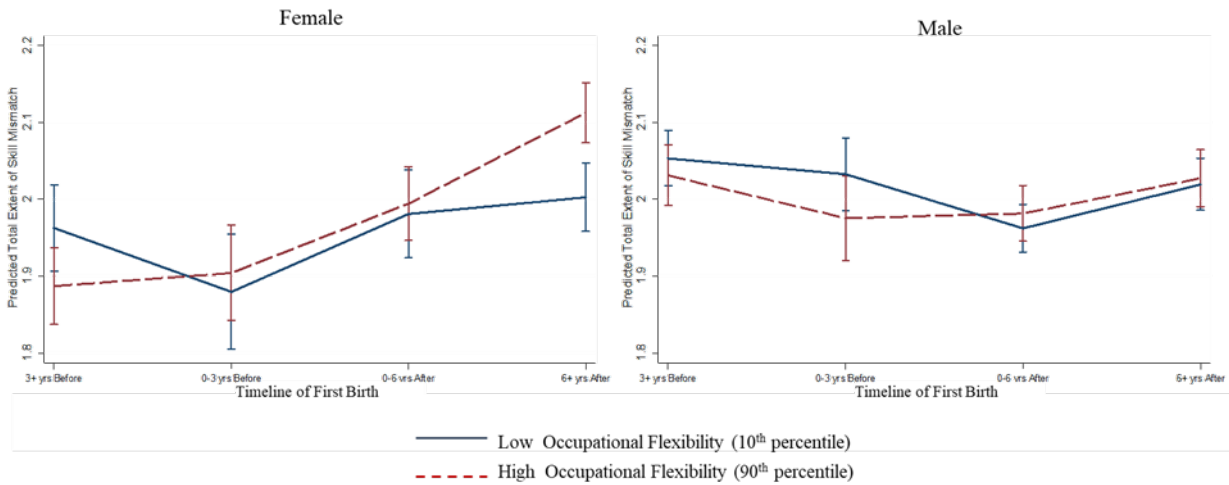 Female
Predicted Total Extent of Skill Mismatch
2.2
2.1
2
1.9
1.8
3+ yrs Before
0-3 yrs Before
0-6 yrs After
6+ yrs After
Timeline of First Birth
Male
Predicted Total Extent of Skill Mismatch
2.2
2.1
2
1.9
1.8
3+ yrs Before
0-3 yrs Before
0-6 yrs After
6+ yrs After
Timeline of First Birth
Low Occupational Flexibility (10th percentile)
High Occupational Flexibility (90th percentile)